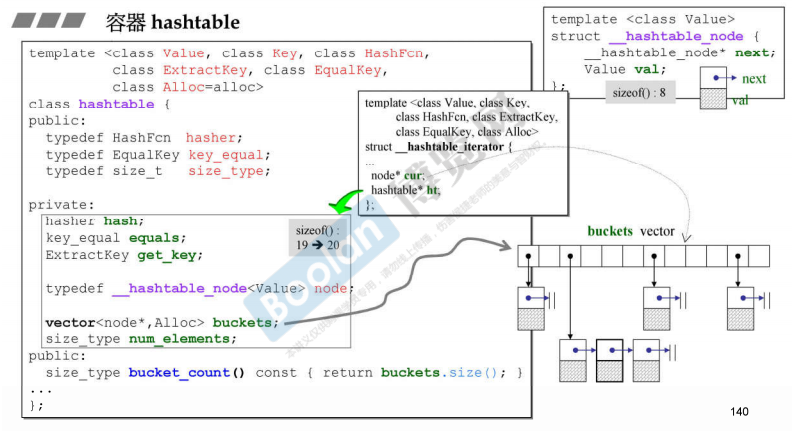 容器 hashtable
template <class Value, class Key, class HashFcn,
class ExtractKey, class EqualKey,
class Alloc=alloc>
class hashtable {
public:
typedef HashFcn hasher;
typedef EqualKey key_equal;
typedef size_t size_type;
private:
hasher hash;
key_equal equals;
ExtractKey get_key;
typedef __hashtable_node<Value> node;
vector<node*,Alloc> buckets;
size_type num_elements;
public:
size_type bucket_count() const { return buckets.size(); }
...
};
sizeof() :
19 → 20
template <class Value, class Key,
class HashFcn, class ExtractKey,
class EqualKey, class Alloc>
struct __hashtable_iterator {
...
node* cur;
hashtable* ht;
};
template <class Value>
struct __hashtable_node {
__hashtable_node* next;
Value val;
};
sizeof() : 8
next
val
buckets vector
Boolan
博览网
140